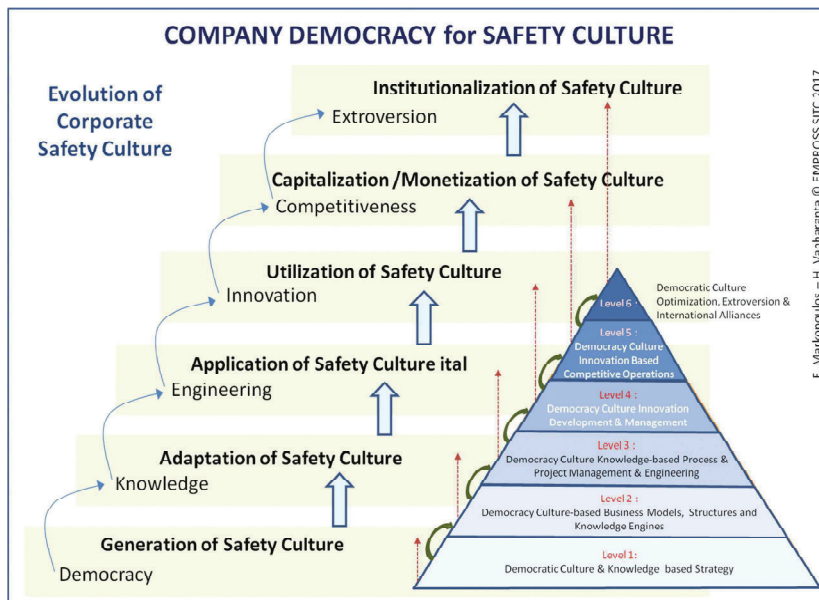 COMPANY DEMOCRACY for SAFETY CULTURE
Evolution of
Corporate
Safety Culture
Institutionalization of Safety Culture
Extroversion
Capitalization /Monetization of Safety Culture
Competitiveness
Utilization of Safety Culture
Innovation
Application of Safety Culture ital
Engineering
Adaptation of Safety Culture
Knowledge
Generation of Safety Culture
Democracy
Level 6 :
Democratic Culture
Optimization, Extroversion &
International Alliances
Level 5 :
Democracy Culture
Innovation Based
Competitive Operations
Level 4 :
Democracy Culture Innovation
Development & Management
Level 3 :
Democracy Culture Knowledge-based Process &
Project Management & Engineering
Level 2 :
Democracy Culture-based Business Models, Structures and
Knowledge Engines
Level 1:
Democratic Culture & Knowledge based Strategy
Markopoulos – H. Vanharanta © EMPROSS SITC 2017